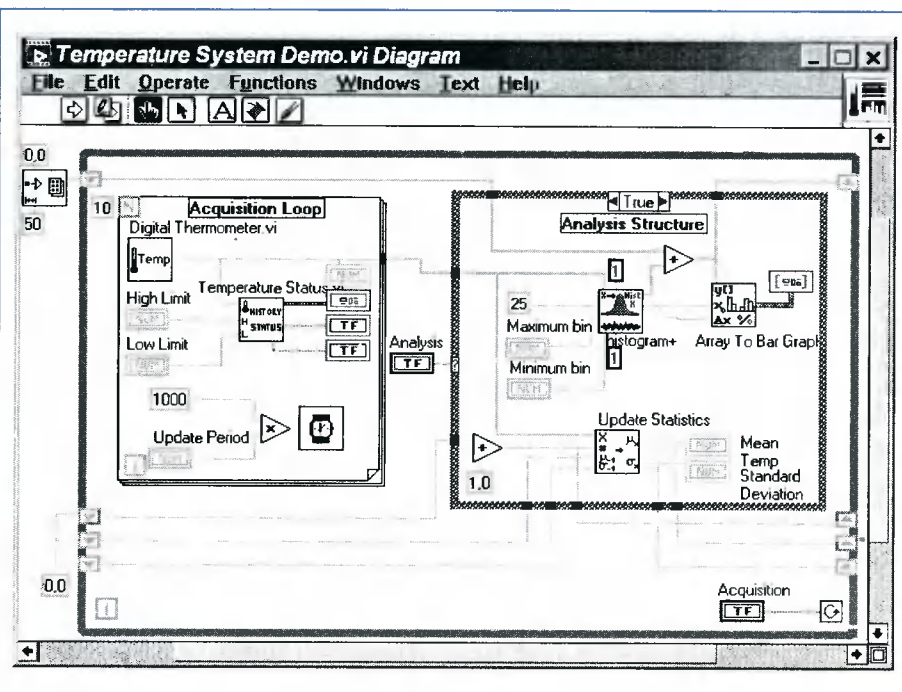 Temperature System Demo.vi Diagram
File Edit Operate Functions Windows Text Help
0,0
50
10
Acquisition Loop
Digital Thermometer.vi
Temp
High Limit
Temperature Status.vi
HISTORY
H
STATUS
L
TF
TF
Low Limit
1000
Update Period
x
i
Analysis
TF
True
Analysis Structure
+
1
25
Maximum bin
histogram+
1
Minimum bin
Array To Bar Graph
Update Statistics
+
1,0
Mean
Temp
Standard
Deviation
0,0
i
Acquisition
TF